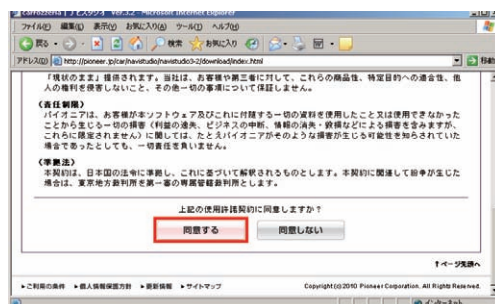 carrozzeria | ナビスタジオ Ver.3.2 - Microsoft Internet Explorer
ファイル(F) 編集(E) 表示(V) お気に入り(A) ツール(T) ヘルプ(H)
戻る 検索 お気に入り
アドレス(D) http://pioneer.jp/car/navistudio/navistudio3-2/download/index.html 移動
「現状のまま」提供されます。当社は、お客様や第三者に対して、これらの商品性、特定目的への適合性、他
人の権利を侵害しないこと、その他一切の事項について保証しません。
(責任制限)
パイオニアは、お客様が本ソフトウェア及びこれに付随する一切の資料を使用したこと又は使用できなかった
ことから生じる一切の損害(利益の逸失、ビジネスの中断、情報の消失・毀損などによる損害を含みますが、
これらに限定されません)に関しては、たとえパイオニアがそのような損害が生じる可能性を知らされていた
場合であったとしても、一切責任を負いません。
(準拠法)
本契約は、日本国の法令に準拠し、これに基づいて解釈されるものとします。本契約に関連して紛争が生じた
場合は、東京地方裁判所を第一審の専属管轄裁判所とします。
上記の使用許諾契約に同意しますか？
同意する 同意しない
↑ページ先頭へ
▸ご利用の条件 ▸個人情報保護方針 ▸更新情報 ▸サイトマップ Copyright(c)2010 Pioneer Corporation. All Rights Reserved.
インターネット